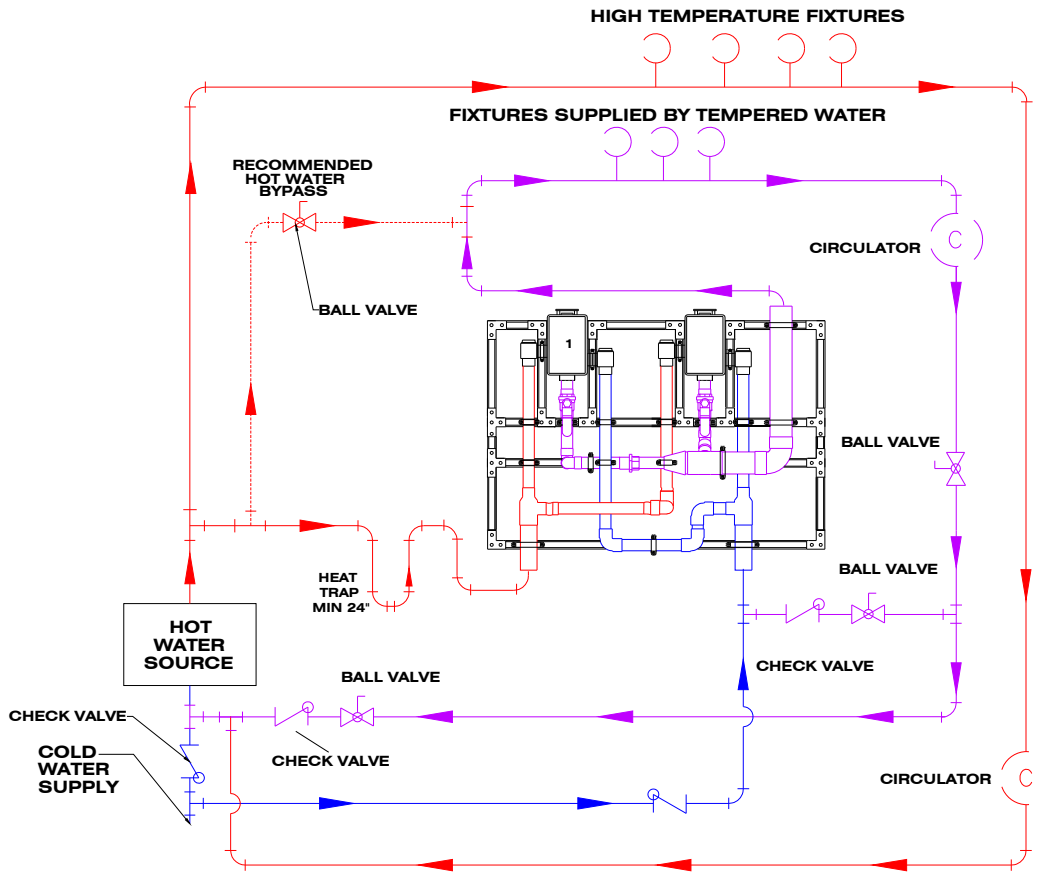 HIGH TEMPERATURE FIXTURES
FIXTURES SUPPLIED BY TEMPERED WATER
RECOMMENDED
HOT WATER
BYPASS
CIRCULATOR
C
BALL VALVE
1
BALL VALVE
BALL VALVE
HEAT
TRAP
MIN 24"
HOT
WATER
SOURCE
CHECK VALVE
BALL VALVE
CHECK VALVE
CHECK VALVE
COLD
WATER
SUPPLY
CIRCULATOR
C